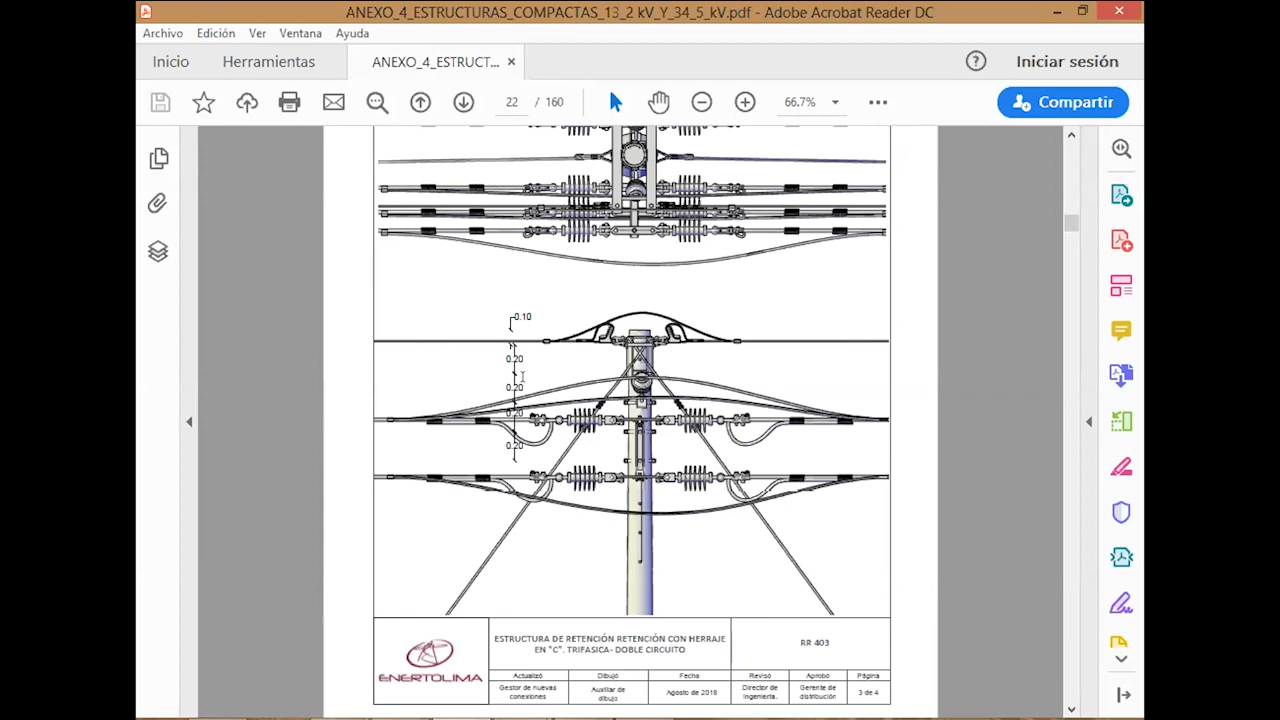 ANEXO_4_ESTRUCTURAS_COMPACTAS_13_2 kV_Y_34_5_kV.pdf - Adobe Acrobat Reader DC
Archivo Edición Ver Ventana Ayuda
Inicio Herramientas ANEXO_4_ESTRUCT... Iniciar sesión
22 / 160 66.7% Compartir
0.10
0.20
0.20
0.20
0.20
ENERTOLIMA
ESTRUCTURA DE RETENCIÓN RETENCIÓN CON HERRAJE
EN "C". TRIFASICA- DOBLE CIRCUITO
RR 403
Actualizó Dibujó Fecha Revisó Aprobó Página
Gestor de nuevas
conexiones
Auxiliar de
dibujo
Agosto de 2018
Director de
Ingeniería.
Gerente de
distribución
3 de 4